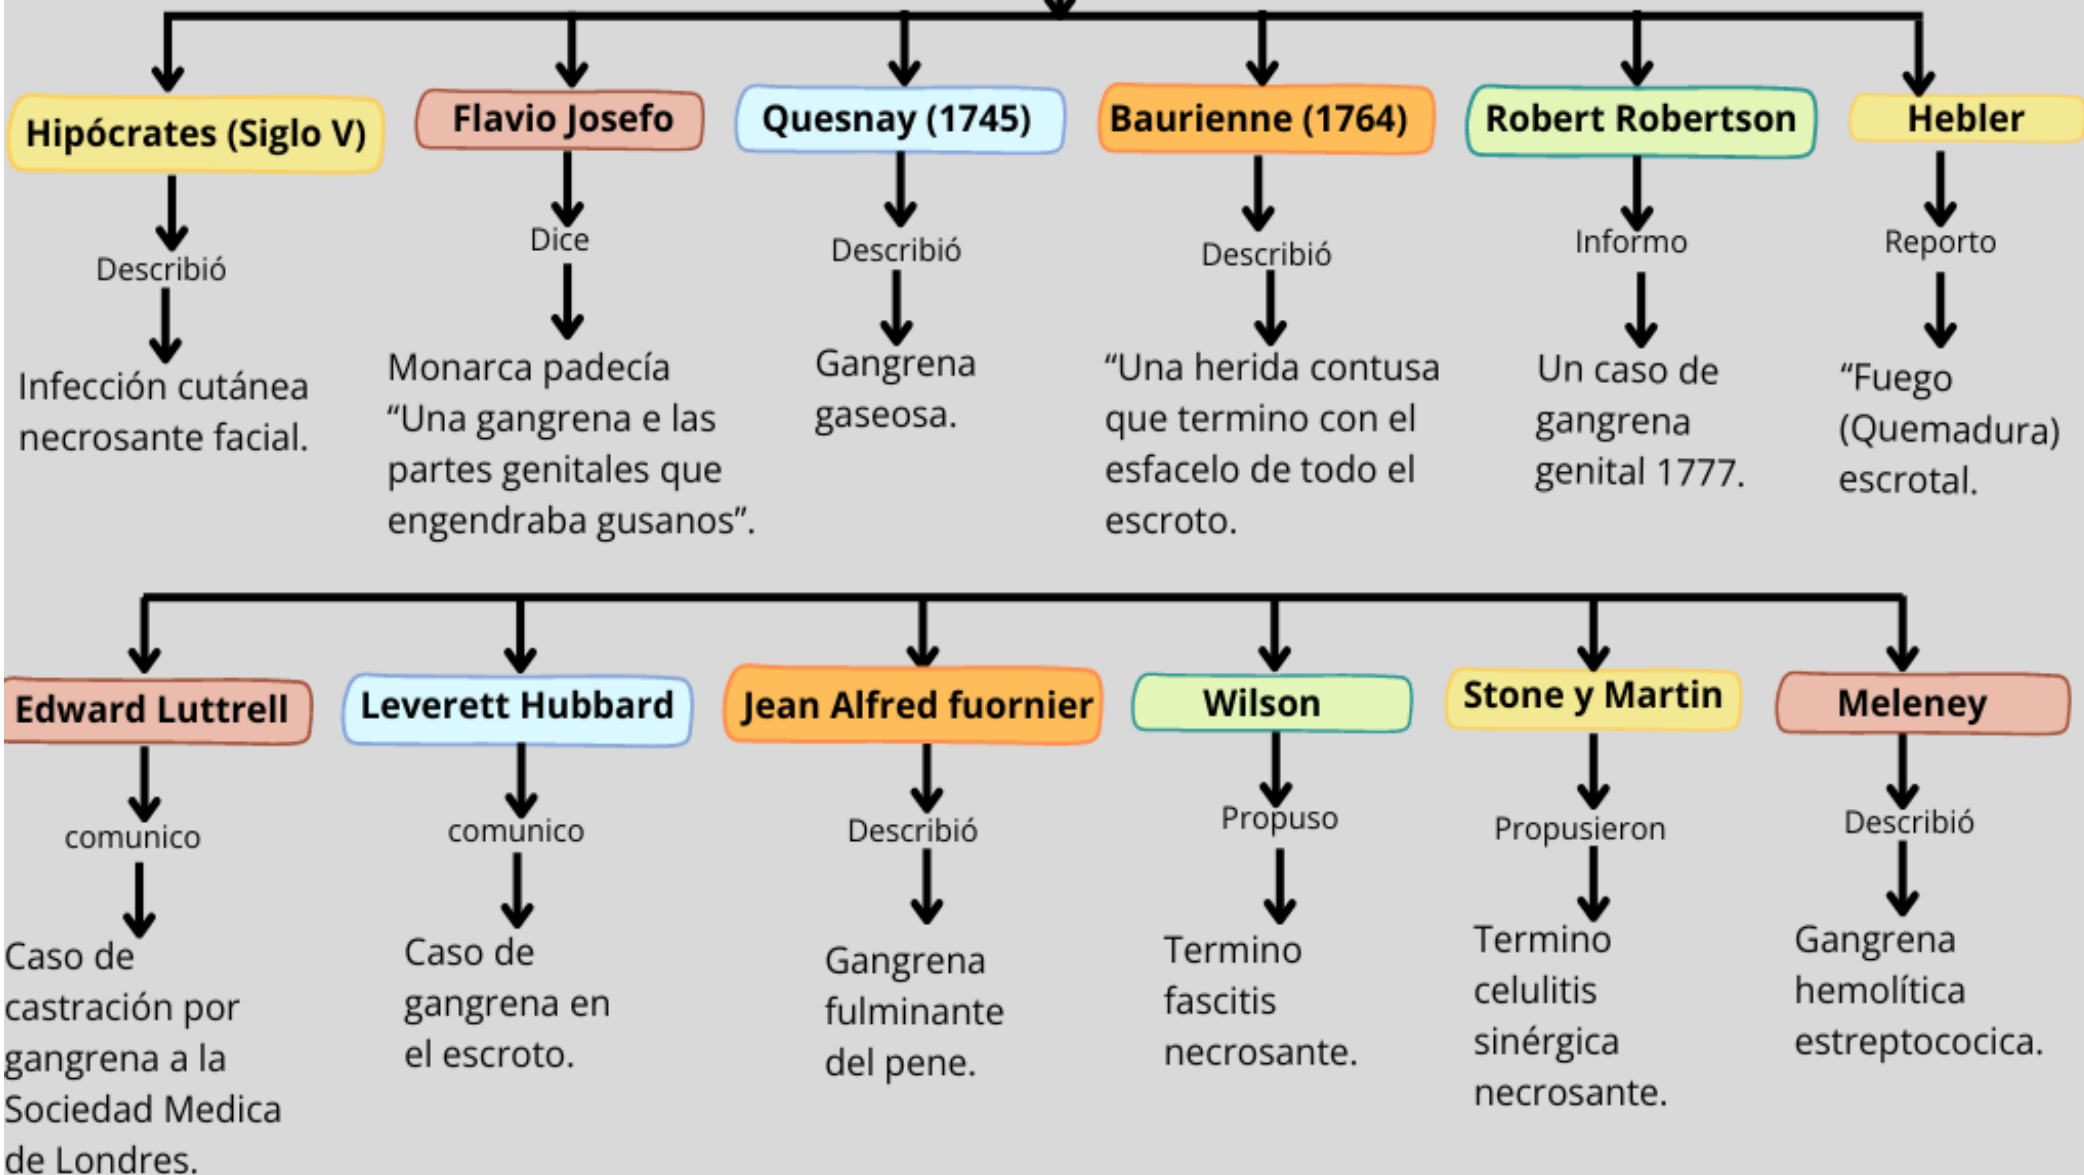 Hipócrates (Siglo V)
Describió
Infección cutánea
necrosante facial.
Flavio Josefo
Dice
Monarca padecía
“Una gangrena e las
partes genitales que
engendraba gusanos”.
Quesnay (1745)
Describió
Gangrena
gaseosa.
Baurienne (1764)
Describió
“Una herida contusa
que termino con el
esfacelo de todo el
escroto.
Robert Robertson
Informo
Un caso de
gangrena
genital 1777.
Hebler
Reporto
“Fuego
(Quemadura)
escrotal.
Edward Luttrell
comunico
Caso de
castración por
gangrena a la
Sociedad Medica
de Londres.
Leverett Hubbard
comunico
Caso de
gangrena en
el escroto.
Jean Alfred fuornier
Describió
Gangrena
fulminante
del pene.
Wilson
Propuso
Termino
fascitis
necrosante.
Stone y Martin
Propusieron
Termino
celulitis
sinérgica
necrosante.
Meleney
Describió
Gangrena
hemolítica
estreptococica.